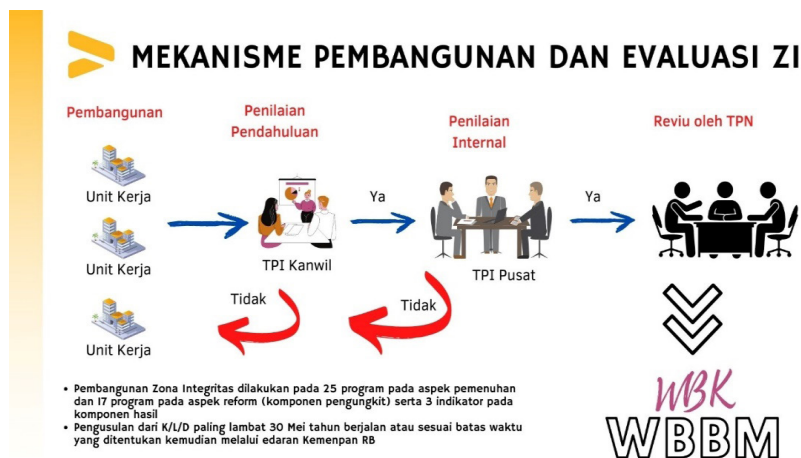 MEKANISME PEMBANGUNAN DAN EVALUASI ZI
Pembangunan
Penilaian
Pendahuluan
Penilaian
Internal
Reviu oleh TPN
Unit Kerja
Unit Kerja
Unit Kerja
Ya
Ya
TPI Kanwil
TPI Pusat
Tidak
Tidak
• Pembangunan Zona Integritas dilakukan pada 25 program pada aspek pemenuhan
dan 17 program pada aspek reform (komponen pengungkit) serta 3 indikator pada
komponen hasil
• Pengusulan dari K/L/D paling lambat 30 Mei tahun berjalan atau sesuai batas waktu
yang ditentukan kemudian melalui edaran Kemenpan RB
WBK
WBBM